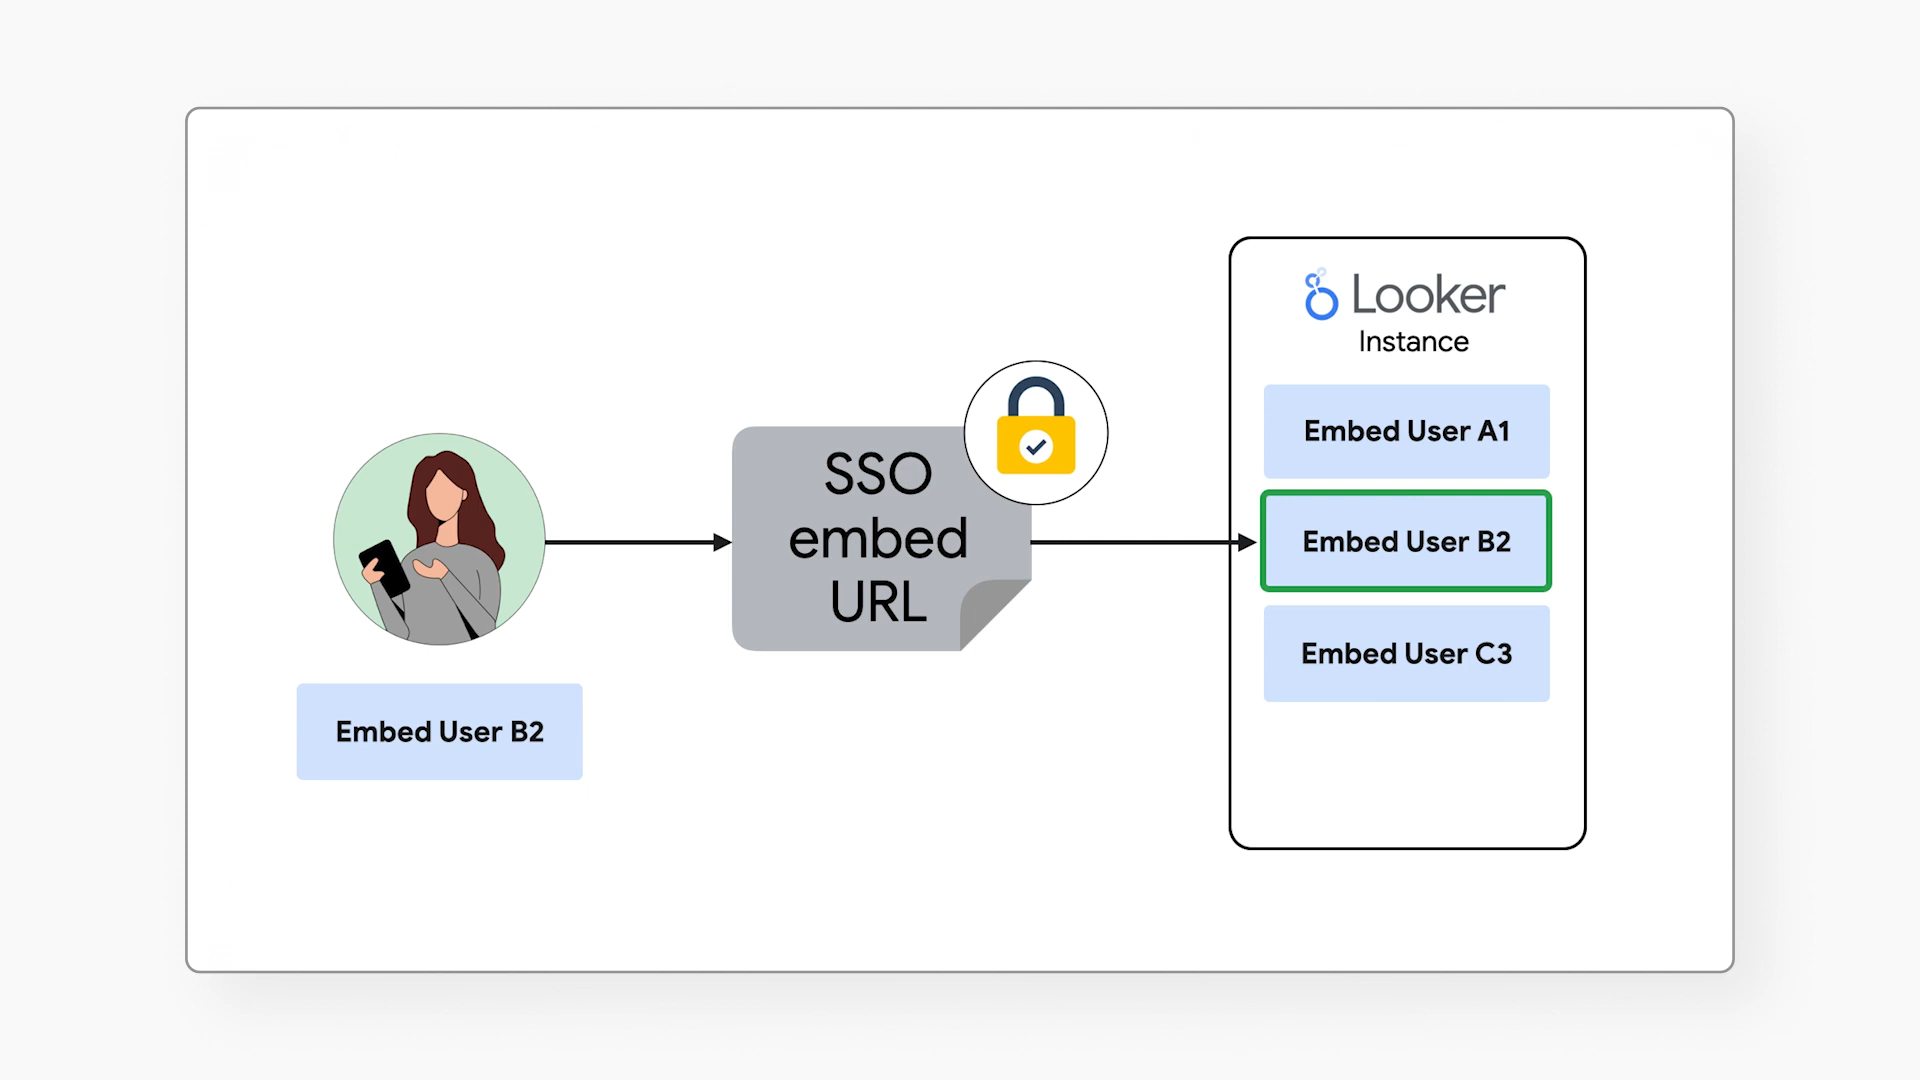 Embed User B2
SSO
embed
URL
Looker
Instance
Embed User A1
Embed User B2
Embed User C3